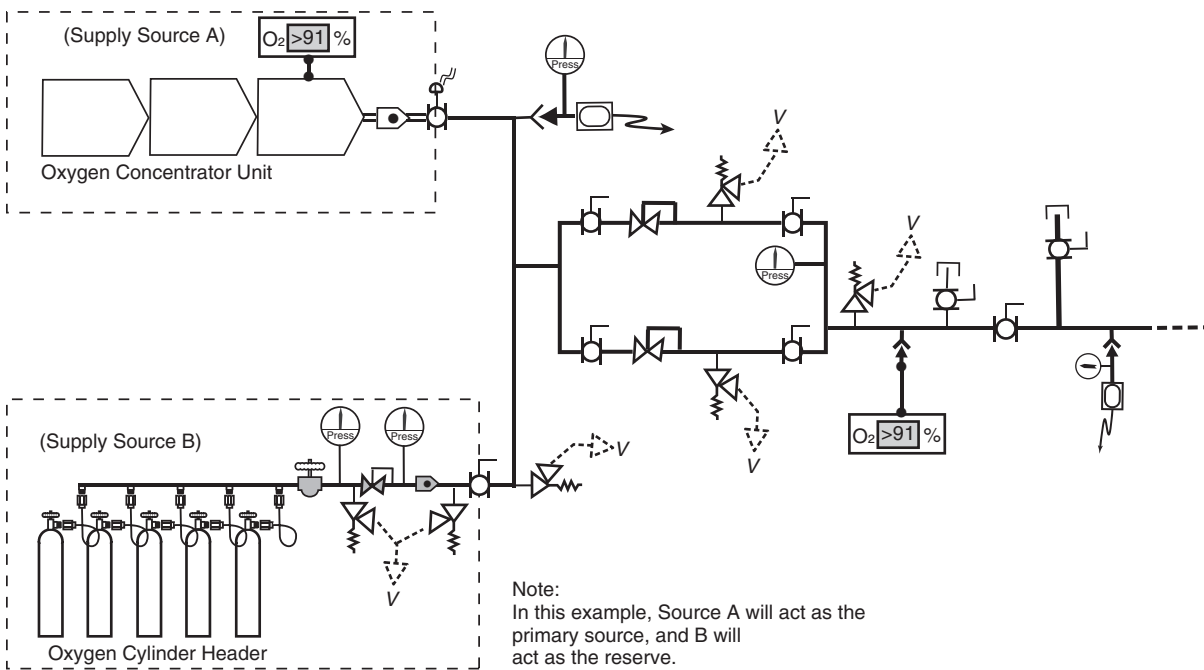 (Supply Source A)
O₂ >91 %
Oxygen Concentrator Unit
Press
V
V
Press
V
O₂ >91 %
(Supply Source B)
Press
Press
V
V
Oxygen Cylinder Header
Note:
In this example, Source A will act as the
primary source, and B will
act as the reserve.